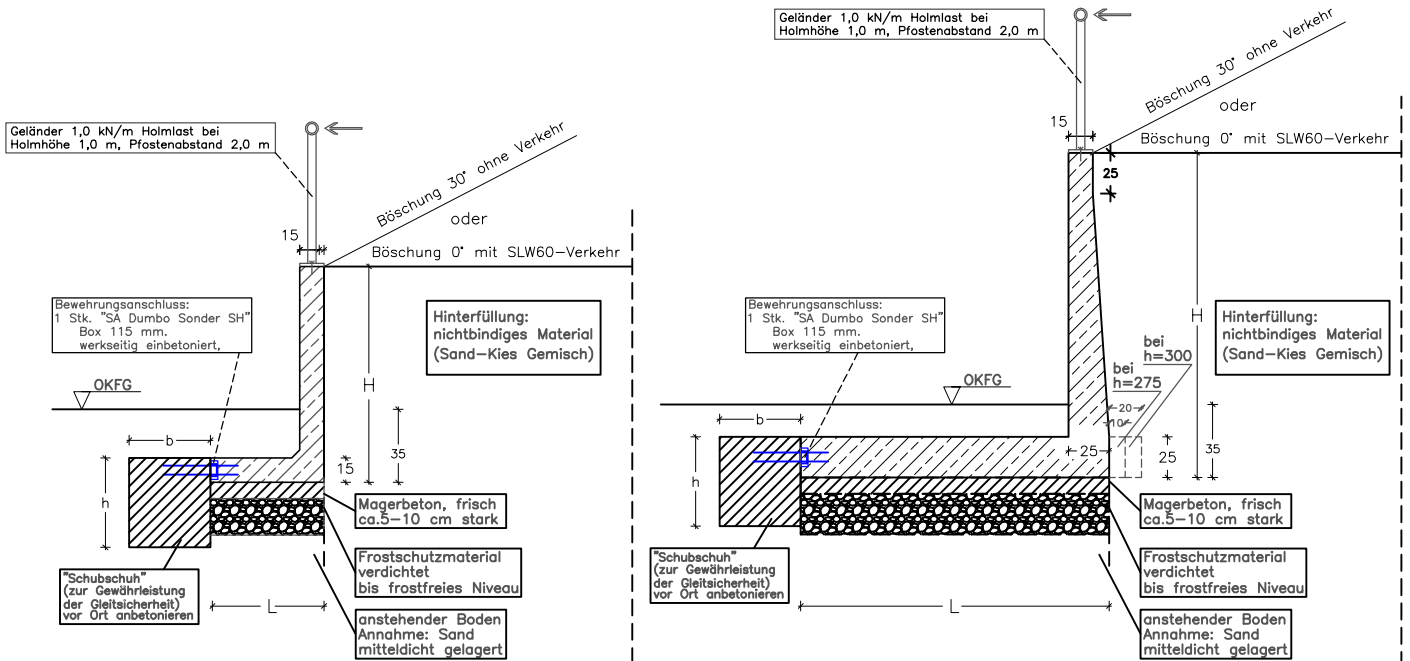 Geländer 1,0 kN/m Holmlast bei
Holmhöhe 1,0 m, Pfostenabstand 2,0 m
15
Böschung 30° ohne Verkehr
oder
Böschung 0° mit SLW60-Verkehr
Bewehrungsanschluss:
1 Stk. "SA Dumbo Sonder SH"
Box 115 mm.
werkseitig einbetoniert,
Hinterfüllung:
nichtbindiges Material
(Sand-Kies Gemisch)
OKFG
H
b
35
15
h
Magerbeton, frisch
ca.5-10 cm stark
"Schubschuh"
(zur Gewährleistung
der Gleitsicherheit)
vor Ort anbetonieren
Frostschutzmaterial
verdichtet
bis frostfreies Niveau
L
anstehender Boden
Annahme: Sand
mitteldicht gelagert
Geländer 1,0 kN/m Holmlast bei
Holmhöhe 1,0 m, Pfostenabstand 2,0 m
Böschung 30° ohne Verkehr
oder
15
Böschung 0° mit SLW60-Verkehr
25
Bewehrungsanschluss:
1 Stk. "SA Dumbo Sonder SH"
Box 115 mm.
werkseitig einbetoniert,
H
Hinterfüllung:
nichtbindiges Material
(Sand-Kies Gemisch)
bei
h=300
bei
h=275
OKFG
20
10
b
25
25
35
h
Magerbeton, frisch
ca.5-10 cm stark
"Schubschuh"
(zur Gewährleistung
der Gleitsicherheit)
vor Ort anbetonieren
Frostschutzmaterial
verdichtet
bis frostfreies Niveau
L
anstehender Boden
Annahme: Sand
mitteldicht gelagert